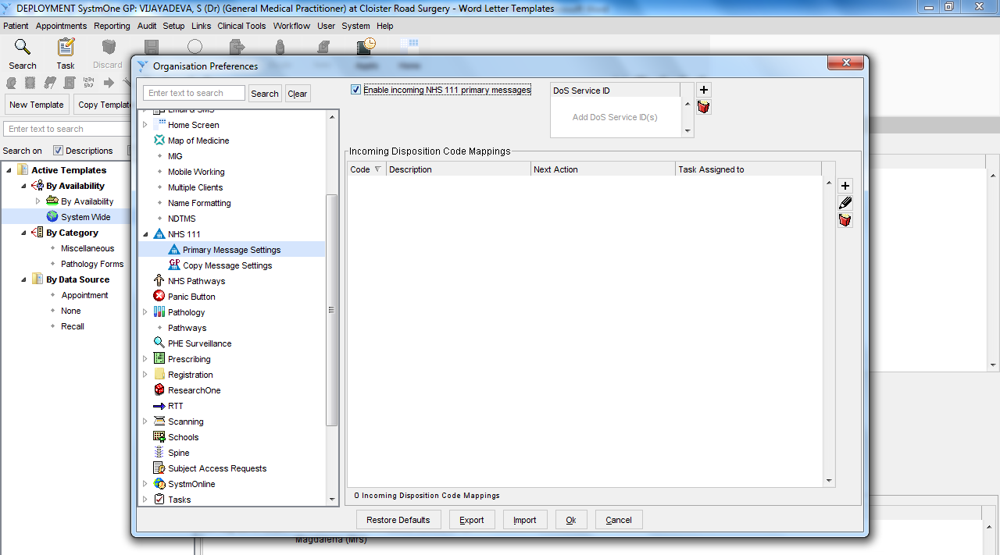 DEPLOYMENT SystmOne GP: VIJAYADEVA, S (Dr) (General Medical Practitioner) at Cloister Road Surgery - Word Letter Templates
Patient Appointments Reporting Audit Setup Links Clinical Tools Workflow User System Help
Search Task Discard
New Template Copy Templat
Enter text to search
Search on Descriptions
Active Templates
By Availability
By Availability
System Wide
By Category
Miscellaneous
Pathology Forms
By Data Source
Appointment
None
Recall
Organisation Preferences
Enter text to search Search Clear
Email & SMS
Home Screen
Map of Medicine
MIG
Mobile Working
Multiple Clients
Name Formatting
NDTMS
NHS 111
Primary Message Settings
Copy Message Settings
NHS Pathways
Panic Button
Pathology
Pathways
PHE Surveillance
Prescribing
Registration
ResearchOne
RTT
Scanning
Schools
Spine
Subject Access Requests
SystmOnline
Tasks
Enable incoming NHS 111 primary messages
DoS Service ID
Add DoS Service ID(s)
Incoming Disposition Code Mappings
Code Description Next Action Task Assigned to
0 Incoming Disposition Code Mappings
Restore Defaults Export Import Ok Cancel
Magdalena (Mrs)